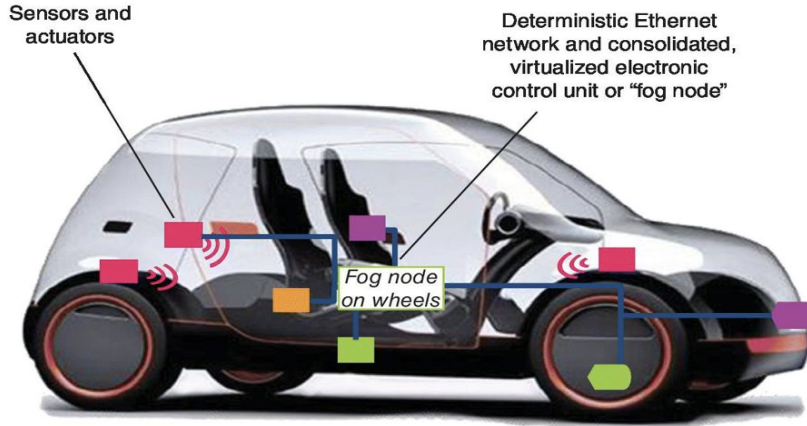 Sensors and
actuators
Deterministic Ethernet
network and consolidated,
virtualized electronic
control unit or “fog node”
Fog node
on wheels